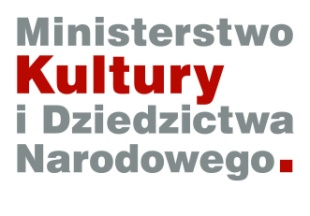 Ministerstwo
Kultury
i Dziedzictwa
Narodowego.